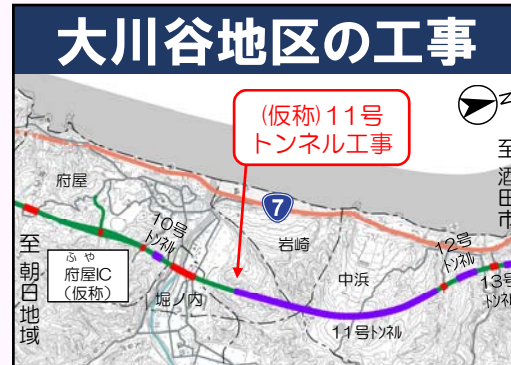 大川谷地区の工事
(仮称)11号
トンネル工事
N
至 酒田市
府屋
7
10号
トンネル
岩崎
12号
トンネル
至 朝日地域
ふや
府屋IC
(仮称)
中浜
13号
トンネル
堀ノ内
11号トンネル